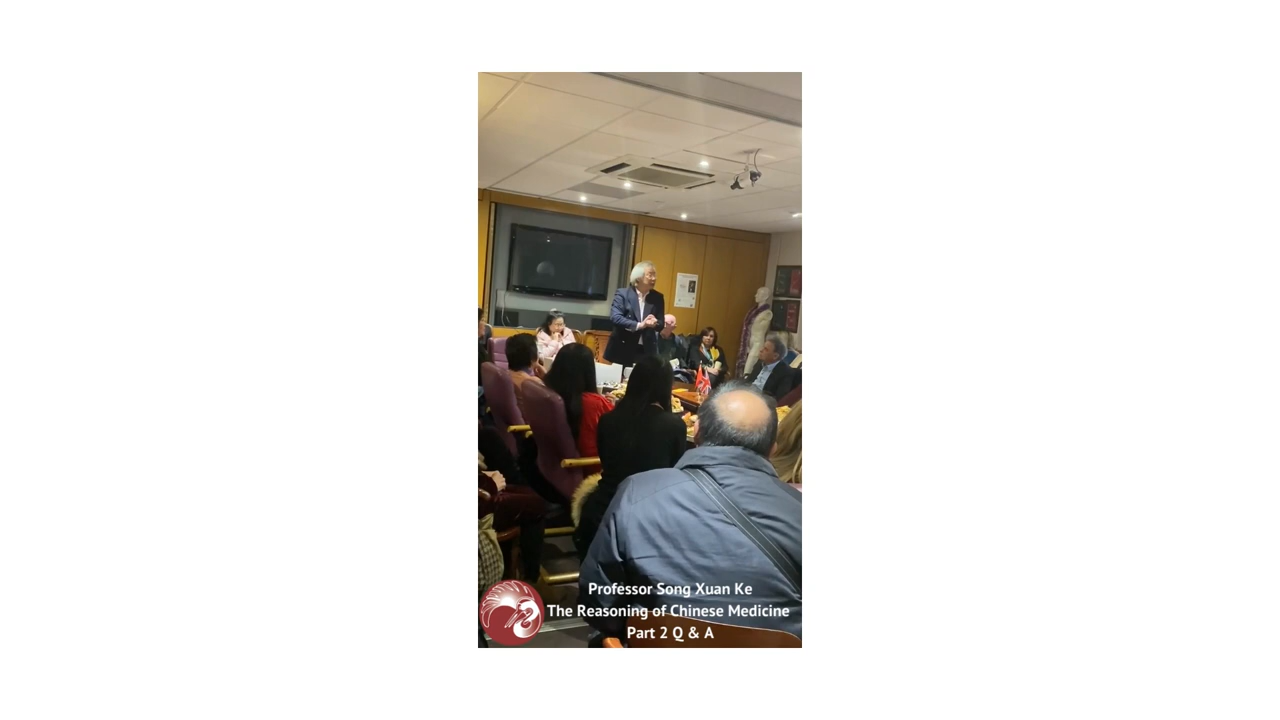 Professor Song Xuan Ke
The Reasoning of Chinese Medicine
Part 2 Q & A